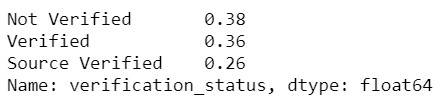 Not Verified       0.38
Verified           0.36
Source Verified    0.26
Name: verification_status, dtype: float64